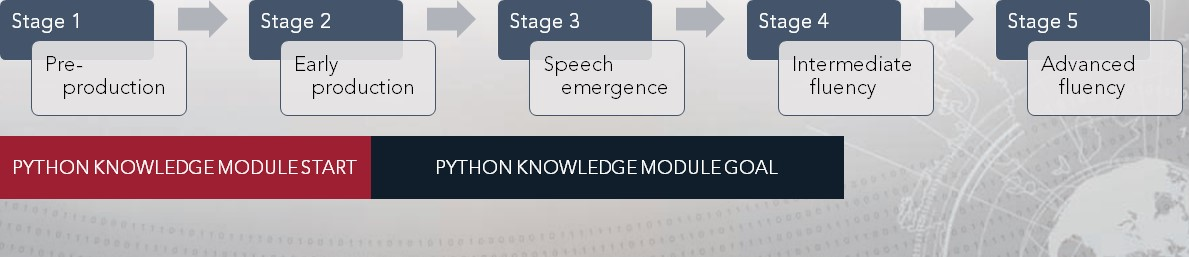 Stage 1
Pre-
production
Stage 2
Early
production
Stage 3
Speech
emergence
Stage 4
Intermediate
fluency
Stage 5
Advanced
fluency
PYTHON KNOWLEDGE MODULE START
PYTHON KNOWLEDGE MODULE GOAL